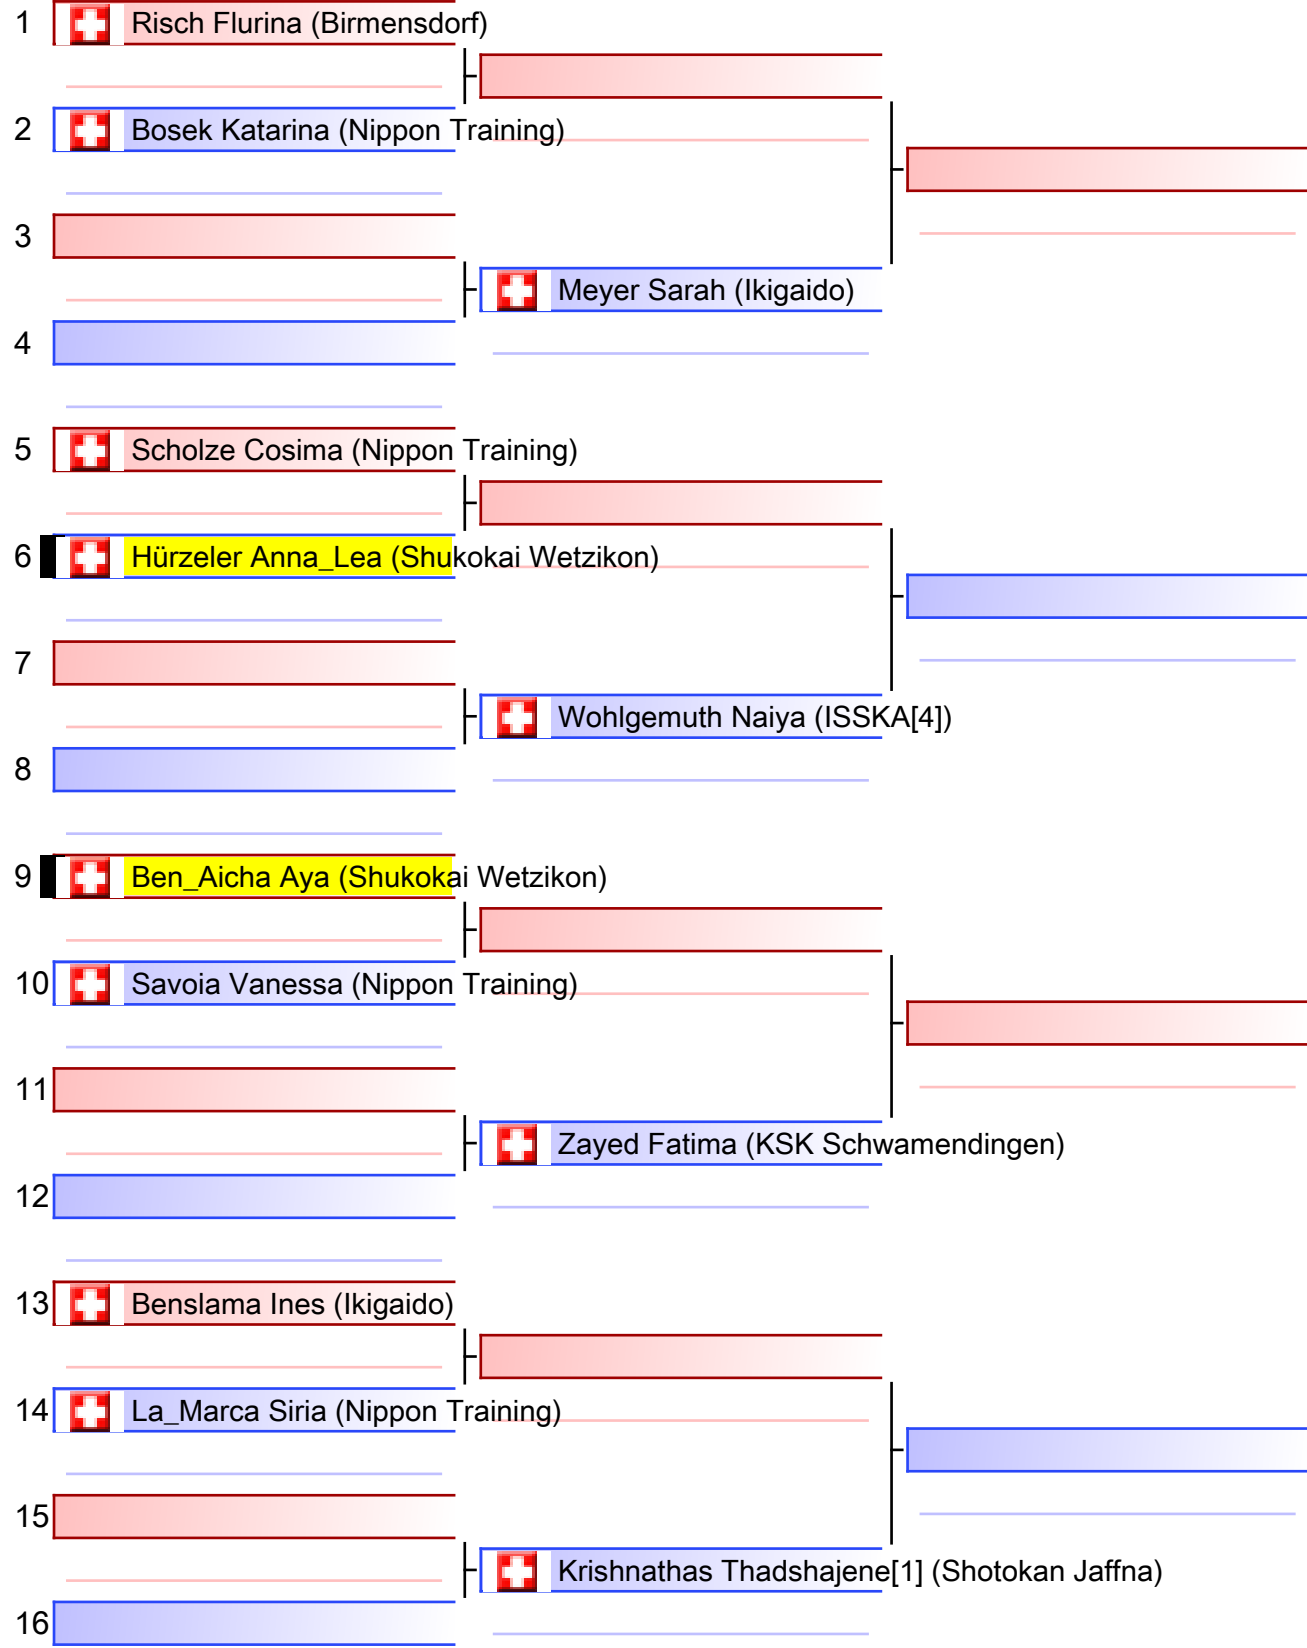 1 Risch Flurina (Birmensdorf)
2 Bosek Katarina (Nippon Training)
3
Meyer Sarah (Ikigaido)
4
5 Scholze Cosima (Nippon Training)
6 Hürzeler Anna_Lea (Shukokai Wetzikon)
7
Wohlgemuth Naiya (ISSKA[4])
8
9 Ben_Aicha Aya (Shukokai Wetzikon)
10 Savoia Vanessa (Nippon Training)
11
Zayed Fatima (KSK Schwamendingen)
12
13 Benslama Ines (Ikigaido)
14 La_Marca Siria (Nippon Training)
15
Krishnathas Thadshajene[1] (Shotokan Jaffna)
16